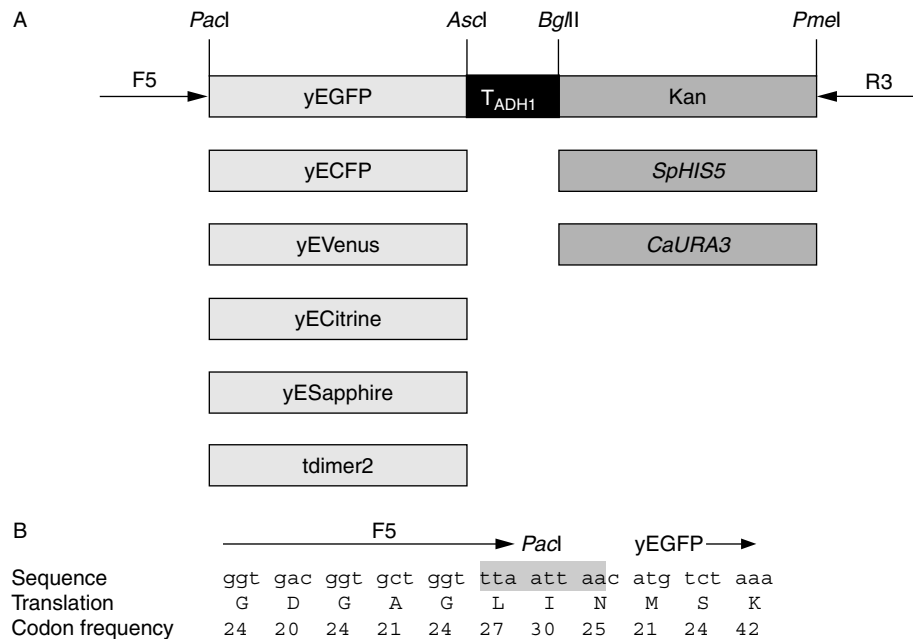 A
PacI AscI BglII PmeI
F5 yEGFP TADH1 Kan R3
yECFP SpHIS5
yEVenus CaURA3
yECitrine
yESapphire
tdimer2
B
F5 PacI yEGFP
Sequence ggt gac ggt gct ggt tta att aac atg tct aaa
Translation G D G A G L I N M S K
Codon frequency 24 20 24 21 24 27 30 25 21 24 42